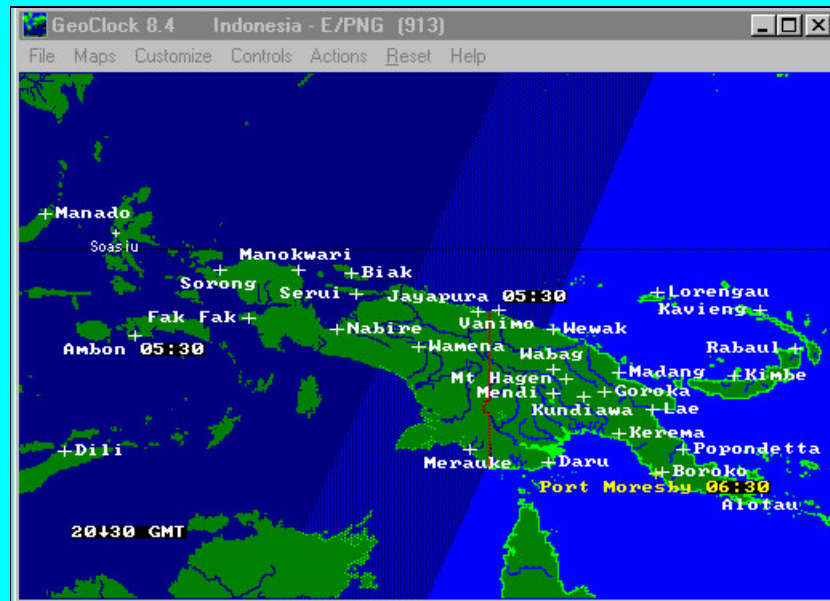 GeoClock 8.4 Indonesia - E/PNG (913)
File Maps Customize Controls Actions Reset Help
Manado
Soasiu
Manokwari
Sorong
Biak
Serui
Jayapura 05:30
Lorengau
Kavieng
Fak Fak
Nabire
Vanimo
Wewak
Ambon 05:30
Wamena
Wabag
Rabaul
Mt Hagen
Madang
Kimbe
Mendi
Goroka
Kundiawa
Lae
Kerema
Dili
Merauke
Daru
Popondetta
Boroko
Port Moresby 06:30
Alotau
20↓30 GMT